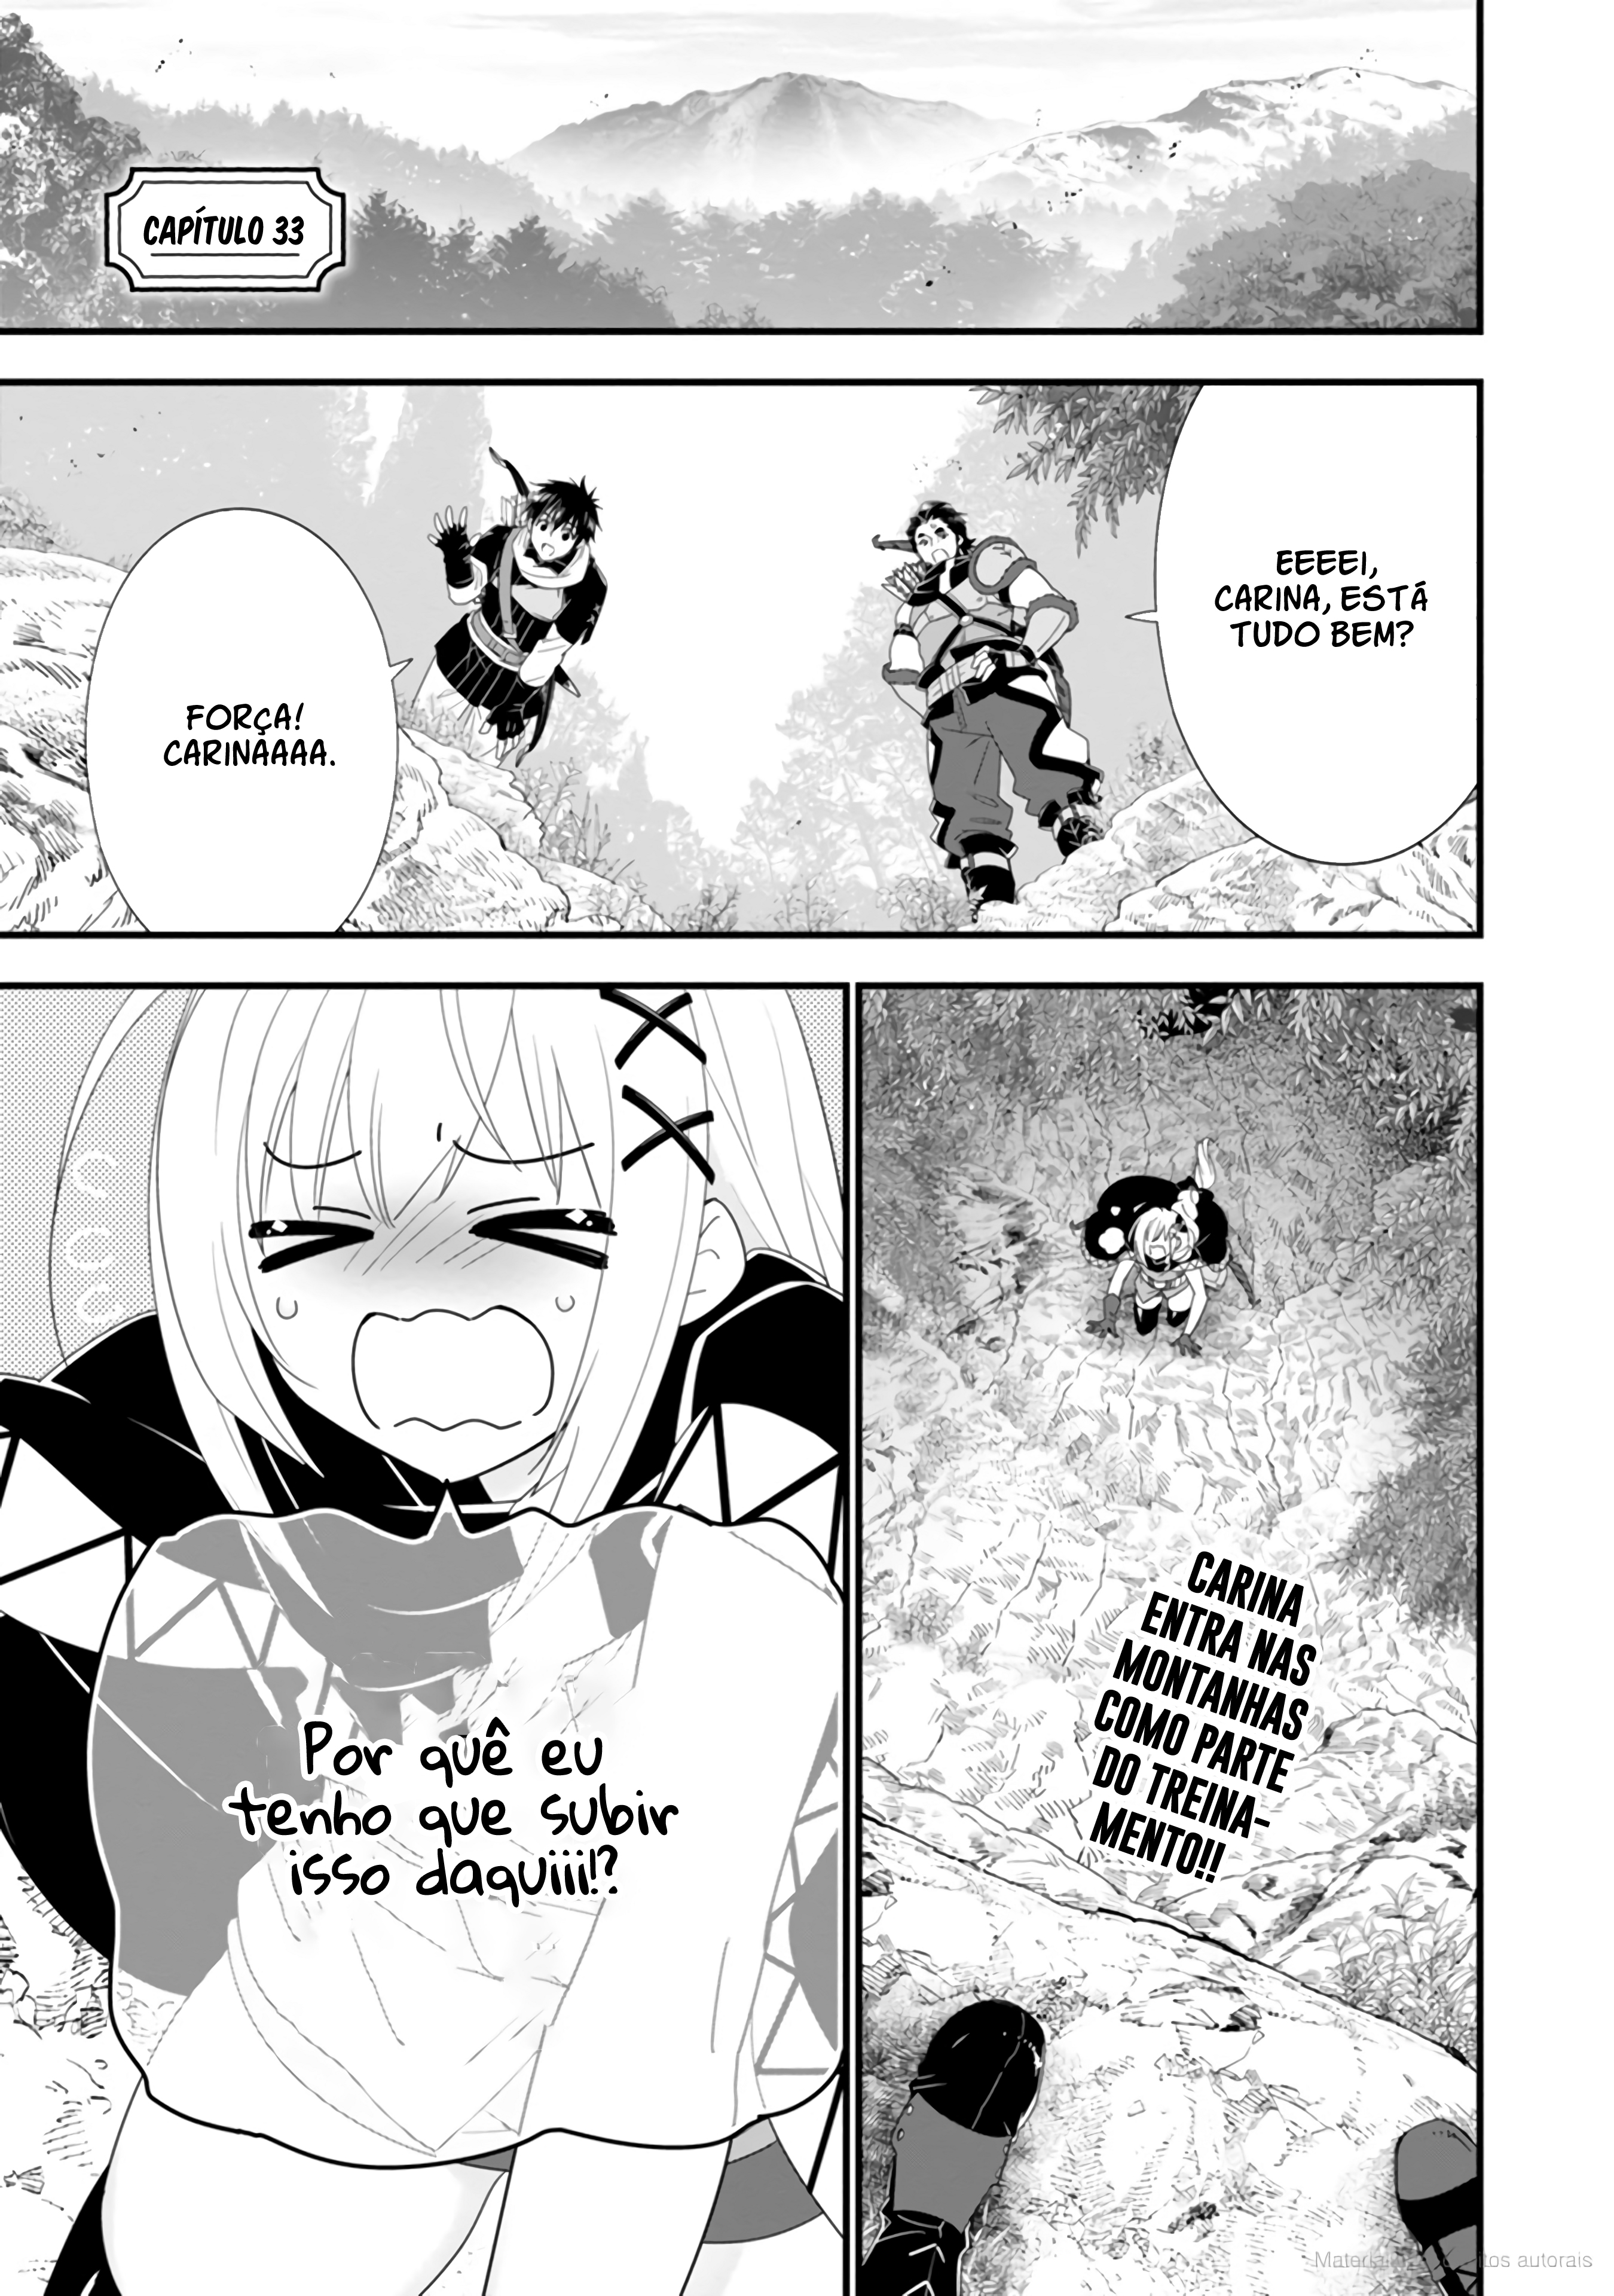 CAPÍTULO 33
EEEEI,
CARINA, ESTÁ
TUDO BEM?
FORÇA!
CARINAAAA.
CARINA
ENTRA NAS
MONTANHAS
COMO PARTE
DO TREINA-
MENTO!!
Por quê eu
tenho que subir
isso daquiii!?
autorais